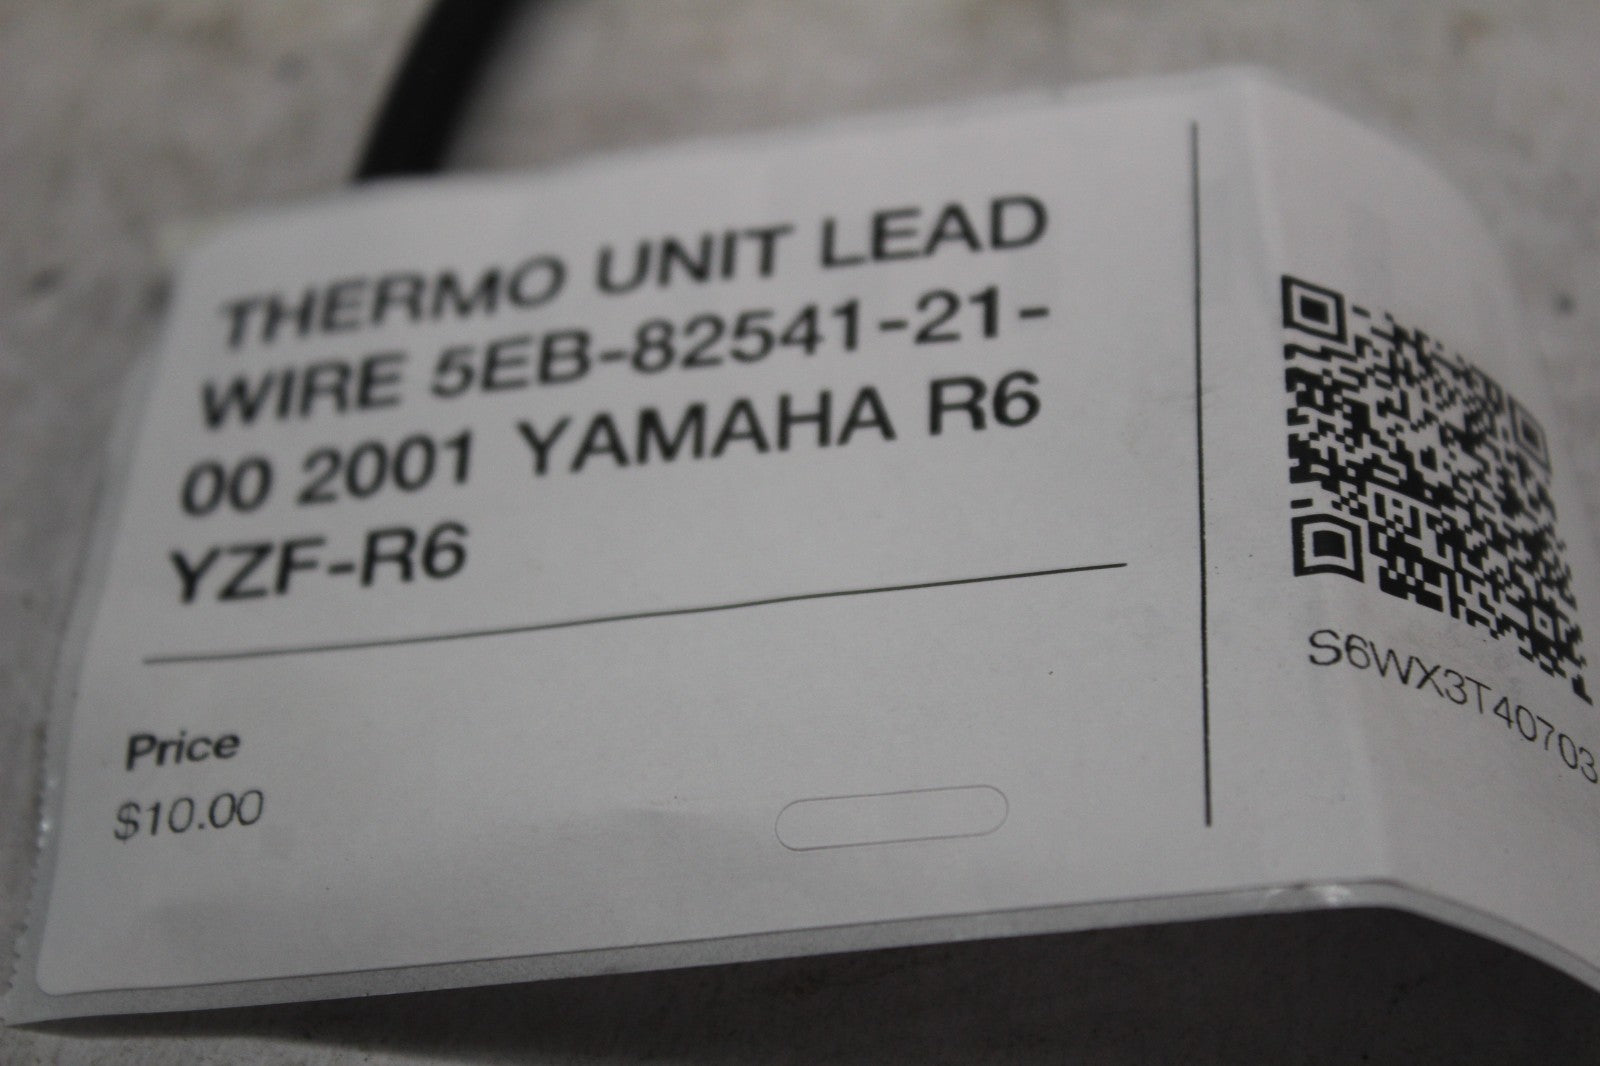 THERMO UNIT LEAD
WIRE 5EB-82541-21-
00 2001 YAMAHA R6
YZF-R6
Price
$10.00
S6WX3T40703